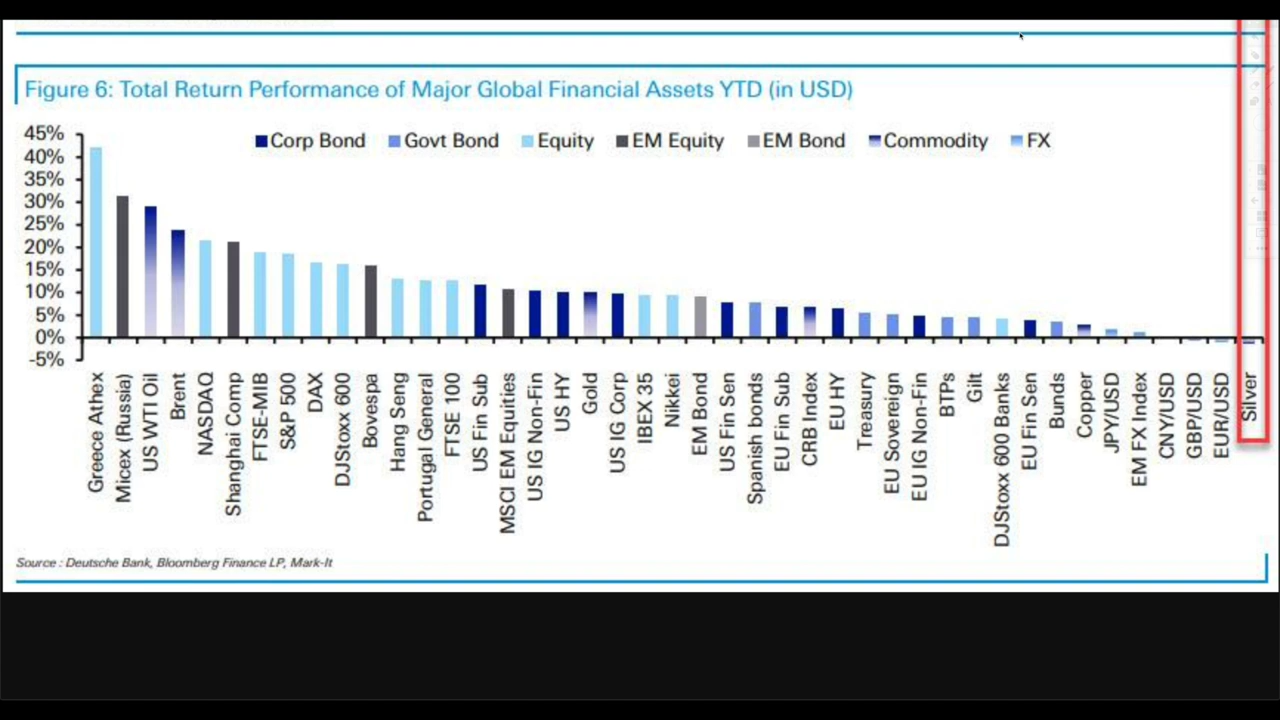 Figure 6: Total Return Performance of Major Global Financial Assets YTD (in USD)
Corp Bond Govt Bond Equity EM Equity EM Bond Commodity FX
45%
40%
35%
30%
25%
20%
15%
10%
5%
0%
-5%
Greece Athex
Micex (Russia)
US WTI Oil
Brent
NASDAQ
Shanghai Comp
FTSE-MIB
S&P 500
DAX
DJStoxx 600
Bovespa
Hang Seng
Portugal General
FTSE 100
US Fin Sub
MSCI EM Equities
US IG Non-Fin
US HY
Gold
US IG Corp
IBEX 35
Nikkei
EM Bond
US Fin Sen
Spanish bonds
EU Fin Sub
CRB Index
EU HY
Treasury
EU Sovereign
EU IG Non-Fin
BTPs
Gilt
DJStoxx 600 Banks
EU Fin Sen
Bunds
Copper
JPY/USD
EM FX Index
CNY/USD
GBP/USD
EUR/USD
Silver
Source : Deutsche Bank, Bloomberg Finance LP, Mark-It